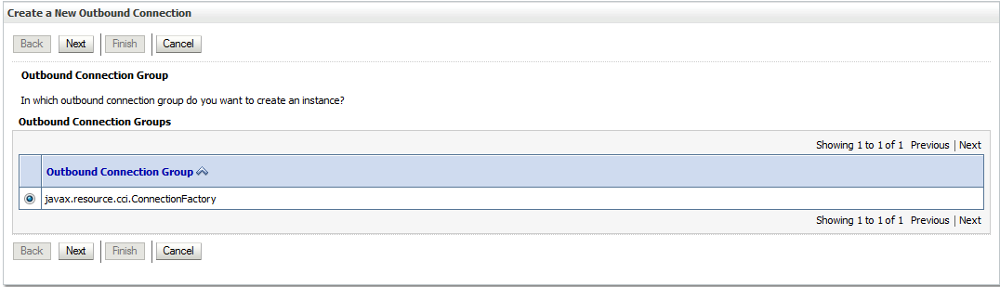 Create a New Outbound Connection
Back Next Finish Cancel
Outbound Connection Group
In which outbound connection group do you want to create an instance?
Outbound Connection Groups
Showing 1 to 1 of 1 Previous | Next
Outbound Connection Group
javax.resource.cci.ConnectionFactory
Showing 1 to 1 of 1 Previous | Next
Back Next Finish Cancel